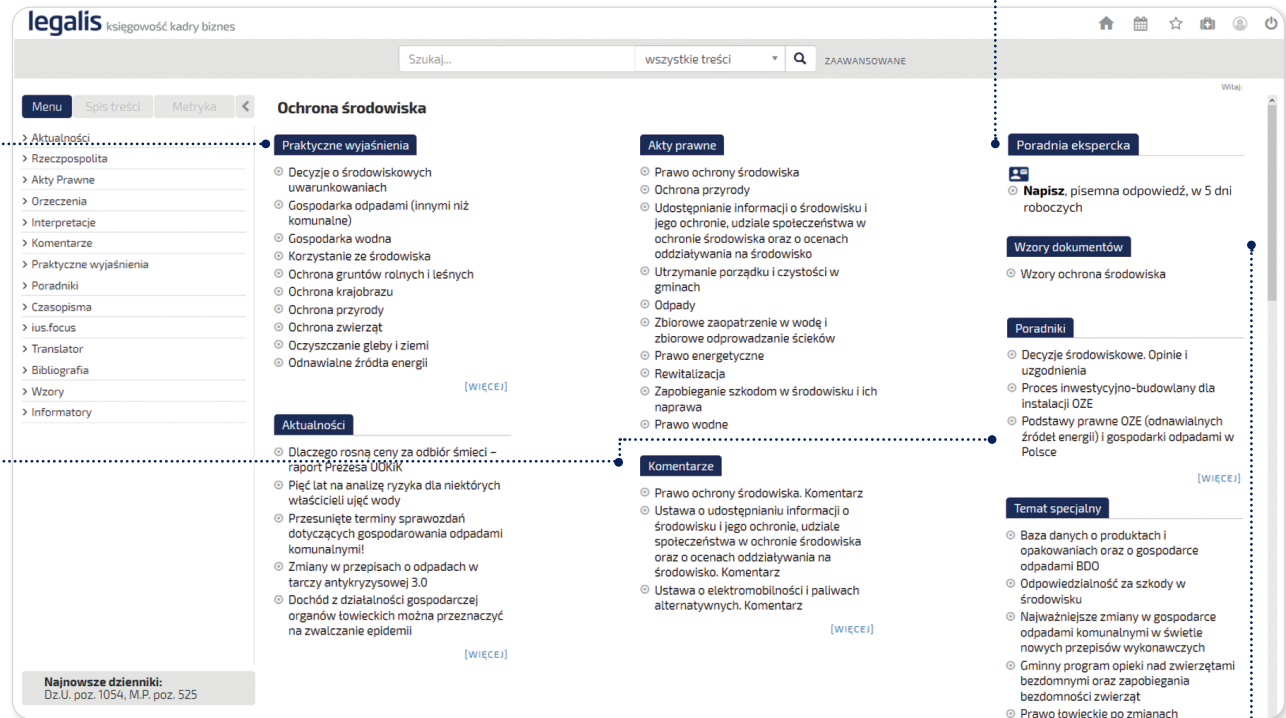 legalis księgowość kadry biznes
Szukaj...
wszystkie treści
ZAAWANSOWANE
Witaj:
Menu
Spis treści
Metryka
Aktualności
Rzeczpospolita
Akty Prawne
Orzeczenia
Interpretacje
Komentarze
Praktyczne wyjaśnienia
Poradniki
Czasopisma
ius.focus
Translator
Bibliografia
Wzory
Informatory
Najnowsze dzienniki:
Dz.U. poz. 1054, M.P. poz. 525
Ochrona środowiska
Praktyczne wyjaśnienia
Decyzje o środowiskowych
uwarunkowaniach
Gospodarka odpadami (innymi niż
komunalne)
Gospodarka wodna
Korzystanie ze środowiska
Ochrona gruntów rolnych i leśnych
Ochrona krajobrazu
Ochrona przyrody
Ochrona zwierząt
Oczyszczanie gleby i ziemi
Odnawialne źródła energii
[WIĘCEJ]
Aktualności
Dlaczego rosną ceny za odbiór śmieci –
raport Prezesa UOKiK
Pięć lat na analizę ryzyka dla niektórych
właścicieli ujęć wody
Przesunięte terminy sprawozdań
dotyczących gospodarowania odpadami
komunalnymi!
Zmiany w przepisach o odpadach w
tarczy antykryzysowej 3.0
Dochód z działalności gospodarczej
organów łowieckich można przeznaczyć
na zwalczanie epidemii
[WIĘCEJ]
Akty prawne
Prawo ochrony środowiska
Ochrona przyrody
Udostępnianie informacji o środowisku i
jego ochronie, udziale społeczeństwa w
ochronie środowiska oraz o ocenach
oddziaływania na środowisko
Utrzymanie porządku i czystości w
gminach
Odpady
Zbiorowe zaopatrzenie w wodę i
zbiorowe odprowadzanie ścieków
Prawo energetyczne
Rewitalizacja
Zapobieganie szkodom w środowisku i ich
naprawa
Prawo wodne
Komentarze
Prawo ochrony środowiska. Komentarz
Ustawa o udostępnianiu informacji o
środowisku i jego ochronie, udziale
społeczeństwa w ochronie środowiska
oraz o ocenach oddziaływania na
środowisko. Komentarz
Ustawa o elektromobilności i paliwach
alternatywnych. Komentarz
[WIĘCEJ]
Poradnia ekspercka
Napisz, pisemna odpowiedź, w 5 dni
roboczych
Wzory dokumentów
Wzory ochrona środowiska
Poradniki
Decyzje środowiskowe. Opinie i
uzgodnienia
Proces inwestycyjno-budowlany dla
instalacji OZE
Podstawy prawne OZE (odnawialnych
źródeł energii) i gospodarki odpadami w
Polsce
[WIĘCEJ]
Temat specjalny
Baza danych o produktach i
opakowaniach oraz o gospodarce
odpadami BDO
Odpowiedzialność za szkody w
środowisku
Najważniejsze zmiany w gospodarce
odpadami komunalnymi w świetle
nowych przepisów wykonawczych
Gminny program opieki nad zwierzętami
bezdomnymi oraz zapobiegania
bezdomności zwierząt
Prawo łowieckie po zmianach